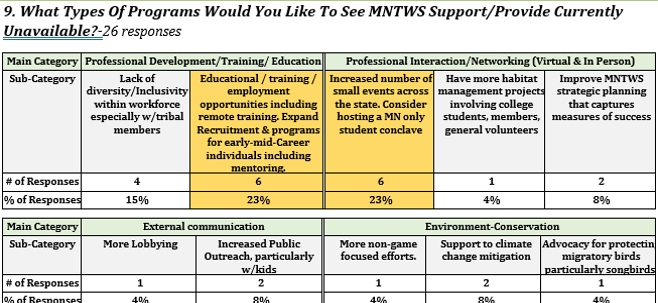 9. What Types Of Programs Would You Like To See MNTWS Support/Provide Currently
Unavailable?-26 responses
Main Category Professional Development/Training/ Education Professional Interaction/Networking (Virtual & In Person)
Sub-Category
Lack of
diversity/Inclusivity
within workforce
especially w/tribal
members
Educational / training /
employment
opportunities including
remote training. Expand
Recruitment & programs
for early-mid-Career
individuals including
mentoring.
Increased number of
small events across
the state. Consider
hosting a MN only
student conclave
Have more habitat
management projects
involving college
students, members,
general volunteers
Improve MNTWS
strategic planning
that captures
measures of success
# of Responses 4 6 6 1 2
% of Responses 15% 23% 23% 4% 8%
Main Category External communication Environment-Conservation
Sub-Category
More Lobbying
Increased Public
Outreach, particularly
w/kids
More non-game
focused efforts.
Support to climate
change mitigation
Advocacy for protectin
migratory birds
particularly songbirds
# of Responses 1 2 1 2 1
% of Responses 4% 8% 4% 8% 4%